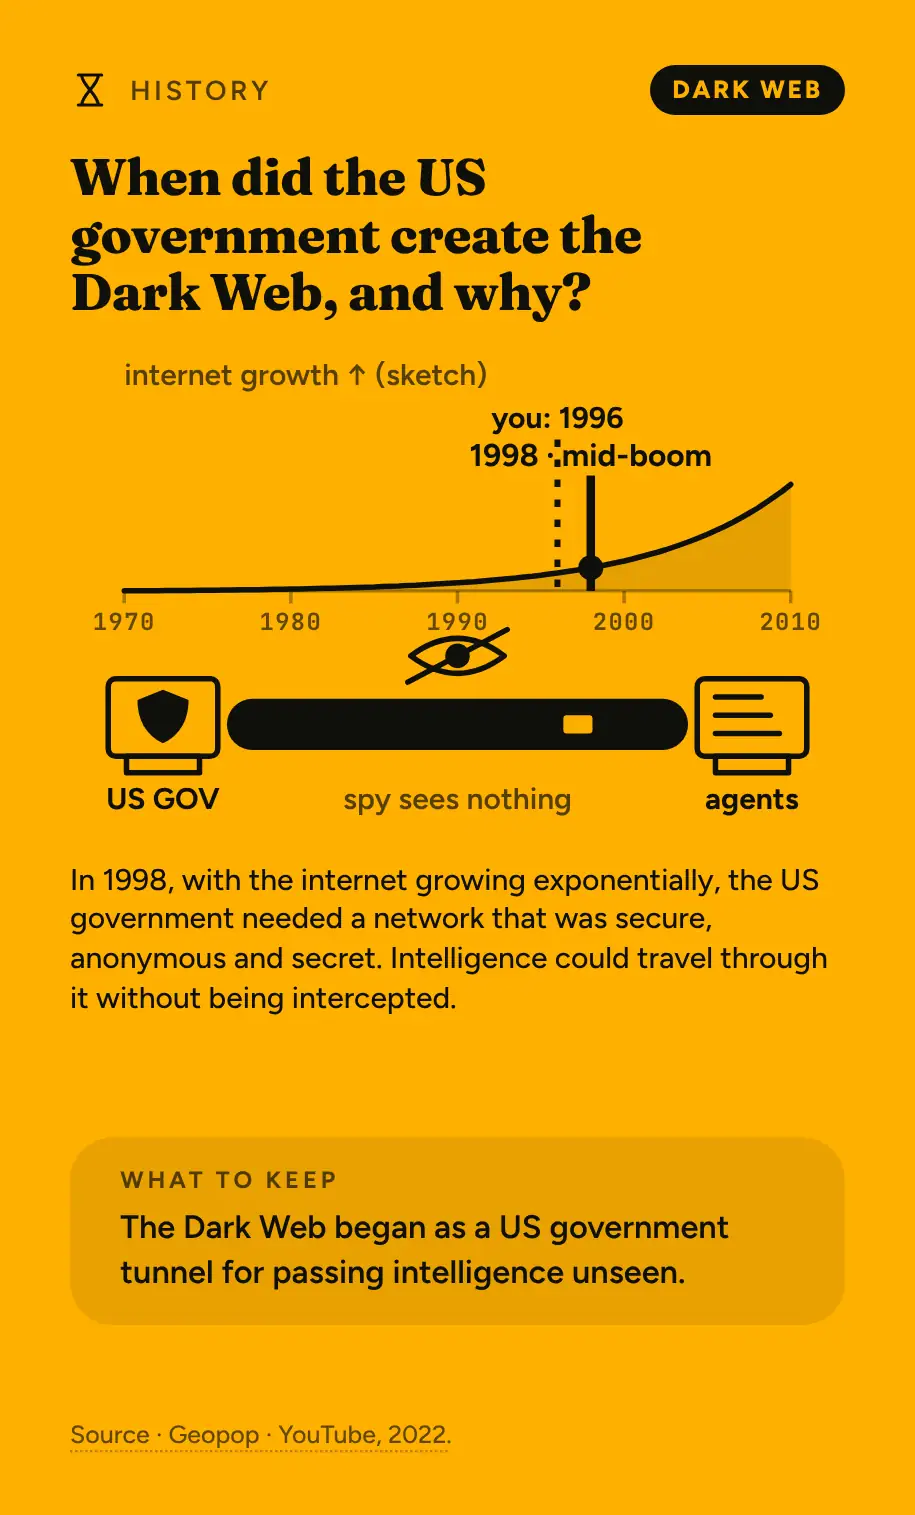 HISTORY
DARK WEB
When did the US
government create the
Dark Web, and why?
internet growth ↑ (sketch)
you: 1996
1998 · mid-boom
1970 1980 1990 2000 2010
US GOV
spy sees nothing
agents
In 1998, with the internet growing exponentially, the US
government needed a network that was secure,
anonymous and secret. Intelligence could travel through
it without being intercepted.
WHAT TO KEEP
The Dark Web began as a US government
tunnel for passing intelligence unseen.
Source · Geopop · YouTube, 2022.